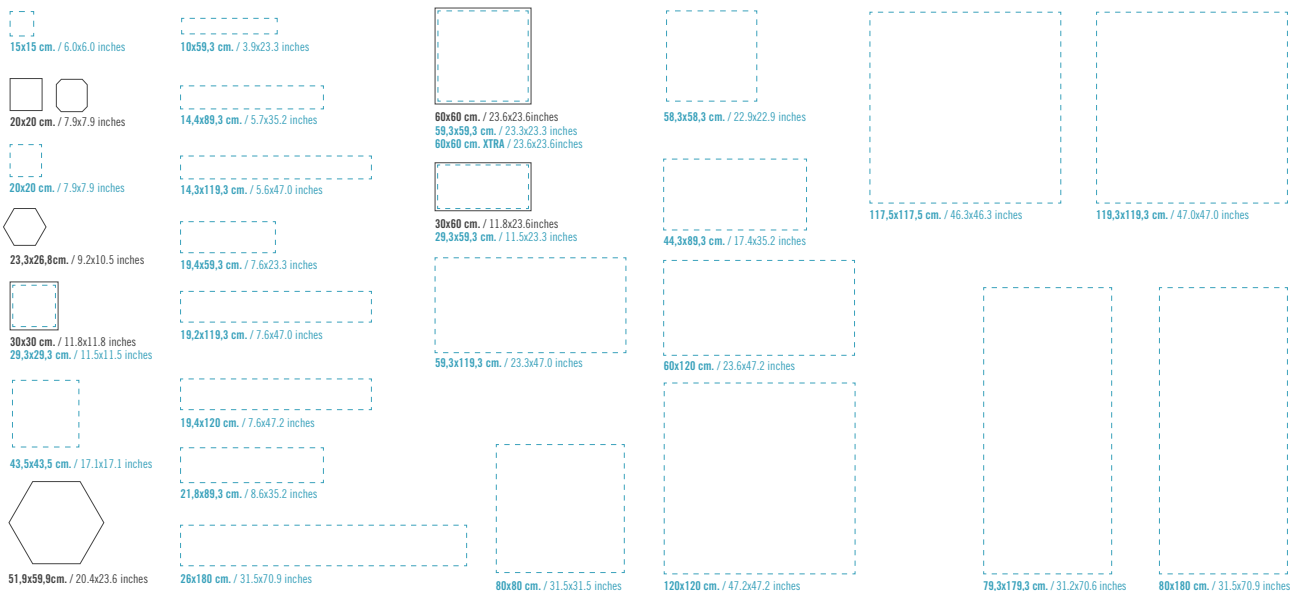 15x15 cm. / 6.0x6.0 inches
20x20 cm. / 7.9x7.9 inches
20x20 cm. / 7.9x7.9 inches
23,3x26,8cm. / 9.2x10.5 inches
30x30 cm. / 11.8x11.8 inches
29,3x29,3 cm. / 11.5x11.5 inches
43,5x43,5 cm. / 17.1x17.1 inches
51,9x59,9cm. / 20.4x23.6 inches
10x59,3 cm. / 3.9x23.3 inches
14,4x89,3 cm. / 5.7x35.2 inches
14,3x119,3 cm. / 5.6x47.0 inches
19,4x59,3 cm. / 7.6x23.3 inches
19,2x119,3 cm. / 7.6x47.0 inches
19,4x120 cm. / 7.6x47.2 inches
21,8x89,3 cm. / 8.6x35.2 inches
26x180 cm. / 31.5x70.9 inches
60x60 cm. / 23.6x23.6inches
59,3x59,3 cm. / 23.3x23.3 inches
60x60 cm. XTRA / 23.6x23.6inches
30x60 cm. / 11.8x23.6inches
29,3x59,3 cm. / 11.5x23.3 inches
59,3x119,3 cm. / 23.3x47.0 inches
80x80 cm. / 31.5x31.5 inches
58,3x58,3 cm. / 22.9x22.9 inches
44,3x89,3 cm. / 17.4x35.2 inches
60x120 cm. / 23.6x47.2 inches
120x120 cm. / 47.2x47.2 inches
117,5x117,5 cm. / 46.3x46.3 inches
119,3x119,3 cm. / 47.0x47.0 inches
79,3x179,3 cm. / 31.2x70.6 inches
80x180 cm. / 31.5x70.9 inches